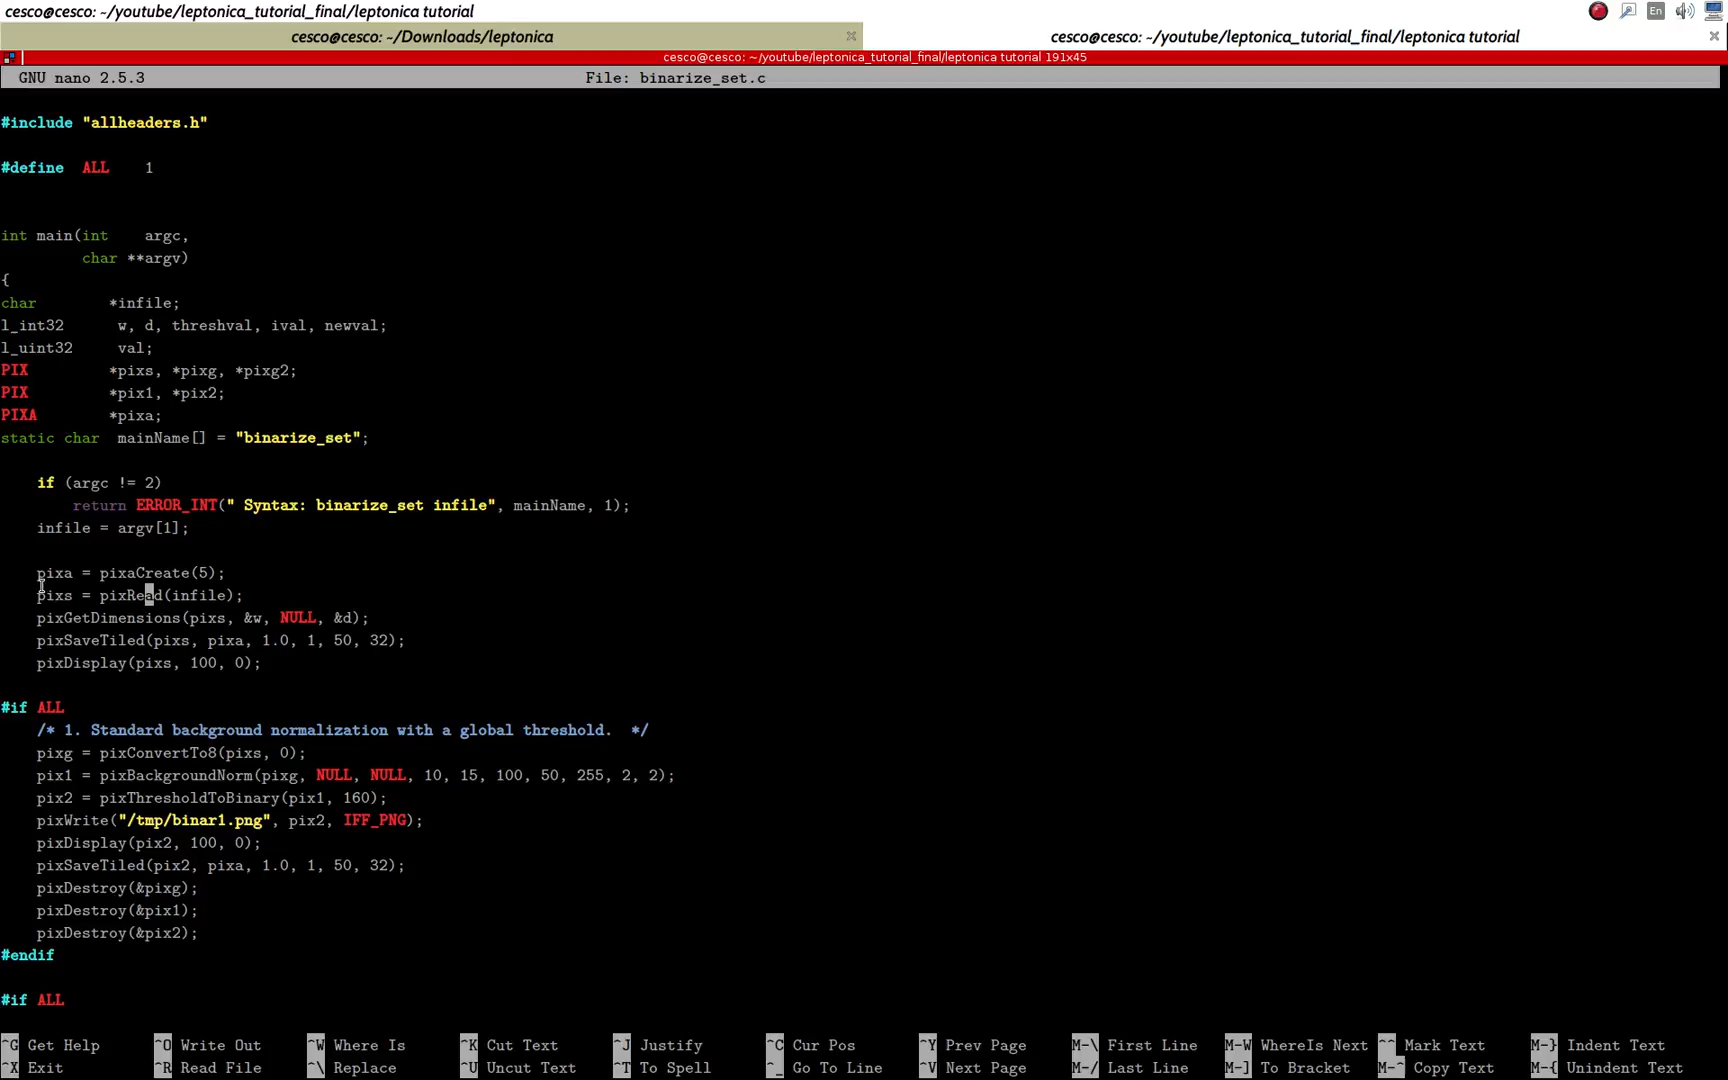 cesco@cesco: ~/youtube/leptonica_tutorial_final/leptonica tutorial
En
cesco@cesco: ~/Downloads/leptonica
cesco@cesco: ~/youtube/leptonica_tutorial_final/leptonica tutorial
cesco@cesco: ~/youtube/leptonica_tutorial_final/leptonica tutorial 191x45
GNU nano 2.5.3 File: binarize_set.c
#include "allheaders.h"
#define ALL 1
int main(int argc,
char **argv)
{
char *infile;
l_int32 w, d, threshval, ival, newval;
l_uint32 val;
PIX *pixs, *pixg, *pixg2;
PIX *pix1, *pix2;
PIXA *pixa;
static char mainName[] = "binarize_set";
if (argc != 2)
return ERROR_INT(" Syntax: binarize_set infile", mainName, 1);
infile = argv[1];
pixa = pixaCreate(5);
pixs = pixRead(infile);
pixGetDimensions(pixs, &w, NULL, &d);
pixSaveTiled(pixs, pixa, 1.0, 1, 50, 32);
pixDisplay(pixs, 100, 0);
#if ALL
/* 1. Standard background normalization with a global threshold. */
pixg = pixConvertTo8(pixs, 0);
pix1 = pixBackgroundNorm(pixg, NULL, NULL, 10, 15, 100, 50, 255, 2, 2);
pix2 = pixThresholdToBinary(pix1, 160);
pixWrite("/tmp/binar1.png", pix2, IFF_PNG);
pixDisplay(pix2, 100, 0);
pixSaveTiled(pix2, pixa, 1.0, 1, 50, 32);
pixDestroy(&pixg);
pixDestroy(&pix1);
pixDestroy(&pix2);
#endif
#if ALL
^G Get Help ^O Write Out ^W Where Is ^K Cut Text ^J Justify ^C Cur Pos ^Y Prev Page M-\ First Line M-W WhereIs Next ^^ Mark Text M-} Indent Text
^X Exit ^R Read File ^\ Replace ^U Uncut Text ^T To Spell ^_ Go To Line ^V Next Page M-/ Last Line M-] To Bracket M-^ Copy Text M-{ Unindent Text